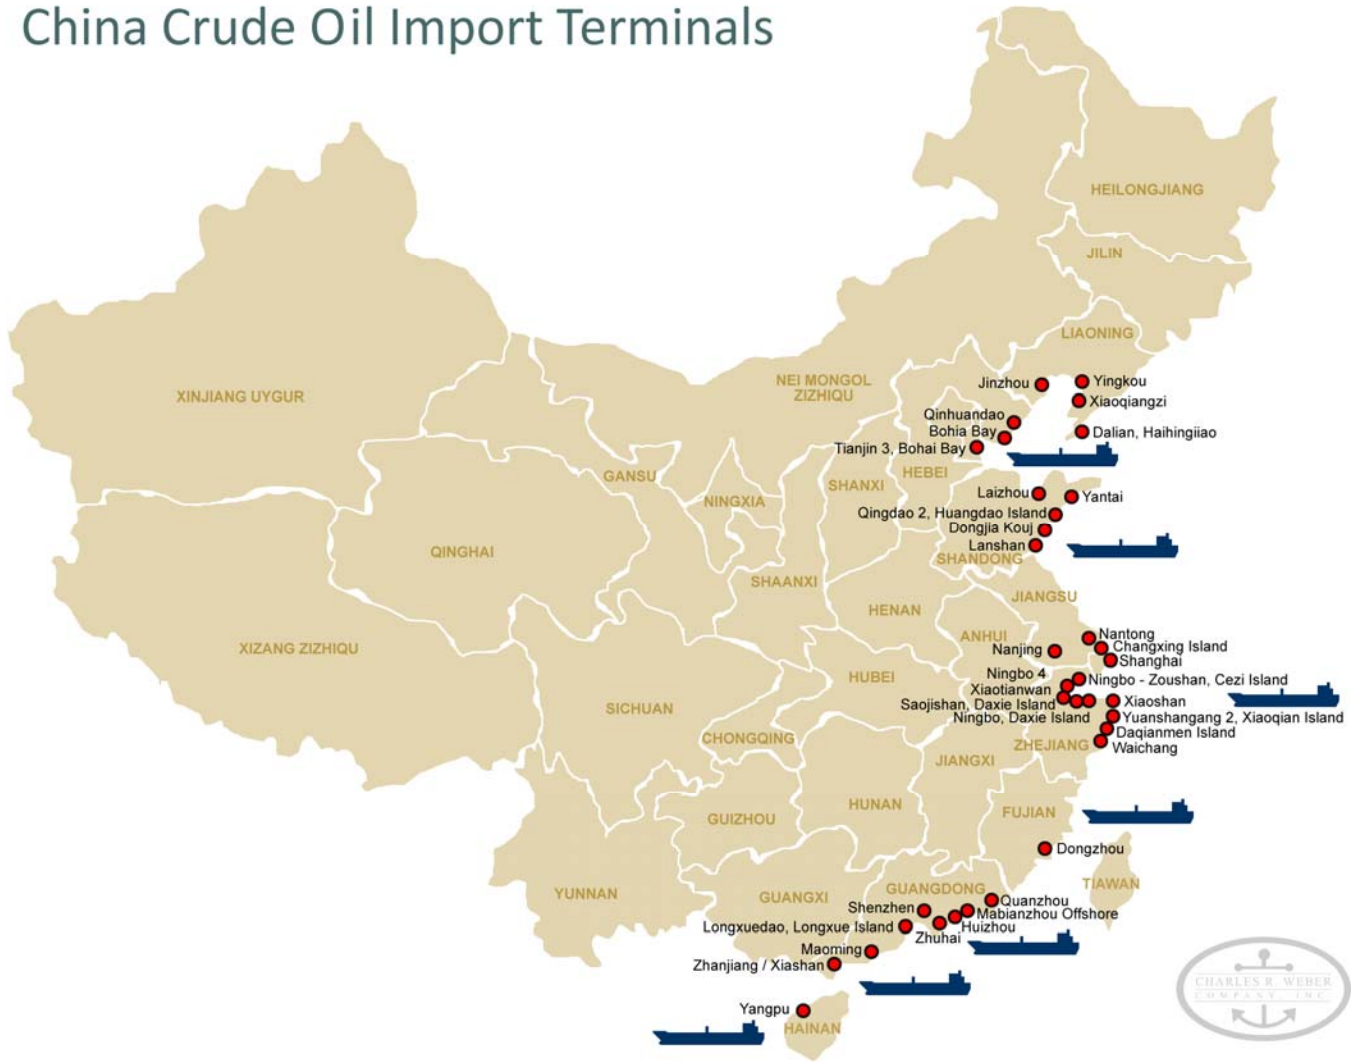 China Crude Oil Import Terminals
HEILONGJIANG
JILIN
LIAONING
NEI MONGOL
ZIZHIQU
XINJIANG UYGUR
Jinzhou
Yingkou
Xiaoqiangzi
Qinhuandao
Bohia Bay
Dalian, Haihingiiao
Tianjin 3, Bohai Bay
HEBEI
GANSU
SHANXI
NINGXIA
Laizhou
Yantai
Qingdao 2, Huangdao Island
Dongjia Kouj
Lanshan
SHANDONG
QINGHAI
SHAANXI
JIANGSU
HENAN
ANHUI
Nantong
XIZANG ZIZHIQU
Nanjing
Changxing Island
Shanghai
HUBEI
Ningbo 4
Ningbo - Zoushan, Cezi Island
Xiaotianwan
Saojishan, Daxie Island
Xiaoshan
SICHUAN
Ningbo, Daxie Island
Yuanshangang 2, Xiaoqian Island
Daqianmen Island
CHONGQING
ZHEJIANG
Waichang
JIANGXI
HUNAN
FUJIAN
GUIZHOU
Dongzhou
TIAWAN
YUNNAN
GUANGXI
GUANGDONG
Quanzhou
Shenzhen
Mabianzhou Offshore
Longxuedao, Longxue Island
Huizhou
Zhuhai
Maoming
Zhanjiang / Xiashan
Yangpu
HAINAN
CHARLES R. WEBER
COMPANY, INC.